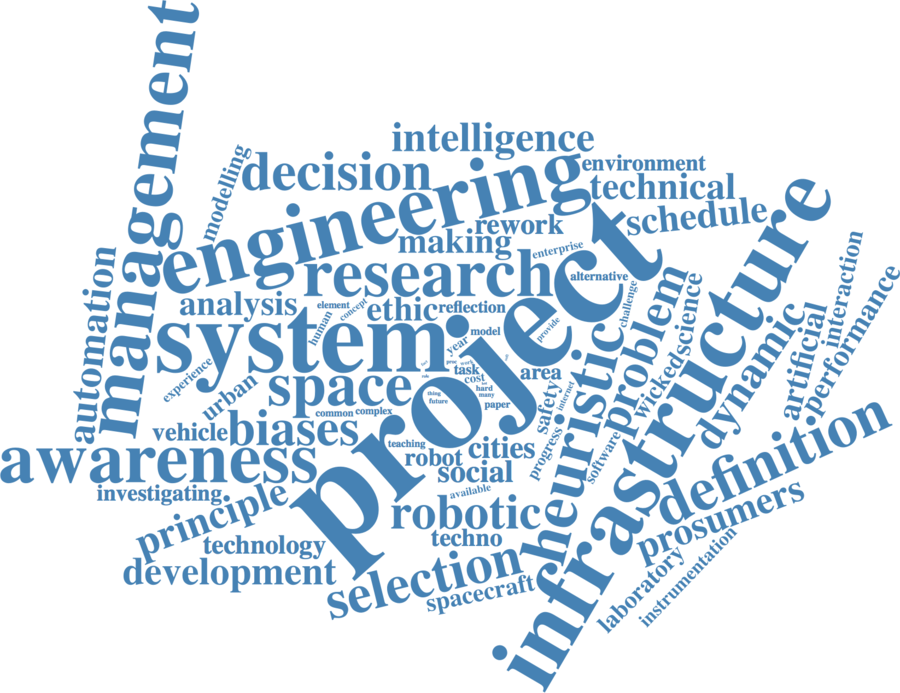 management
intelligence
decision
engineering
environment
technical
schedule
modelling
rework
making
enterprise
research
alternative
project
infrastructure
automation
analysis
element
concept
human
ethic
reflection
provide
challenge
problem
science
wicked
dynamic
artificial
interaction
performance
system
year
model
task
cost
hard
many
paper
area
experience
urban
space
thing
future
common
complex
role
safety
internet
heuristic
vehicle
biases
teaching
robot
cities
social
available
progress
software
awareness
investigating
principle
robotic
techno
definition
prosumers
technology
development
selection
spacecraft
laboratory
instrumentation